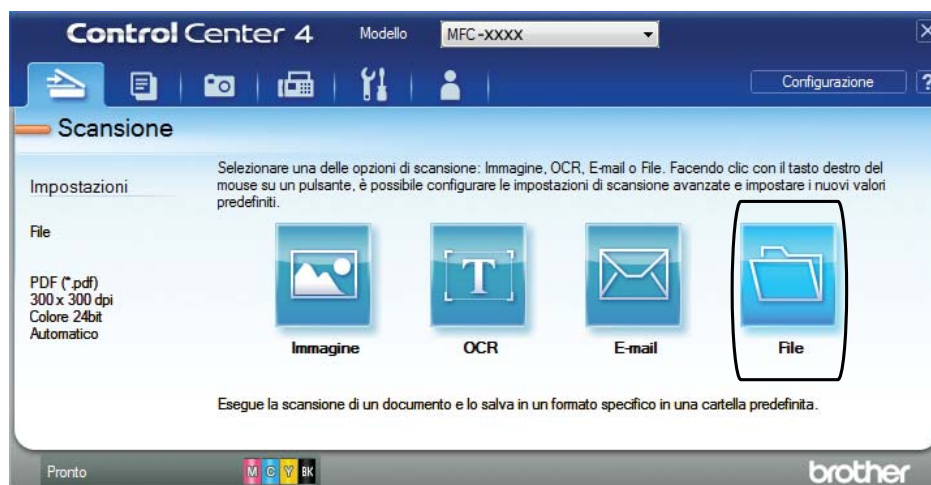 Control Center 4 Modello MFC-XXXX
Configurazione ?
Scansione
Impostazioni
File
PDF (*.pdf)
300 x 300 dpi
Colore 24bit
Automatico
Selezionare una delle opzioni di scansione: Immagine, OCR, E-mail o File. Facendo clic con il tasto destro del
mouse su un pulsante, è possibile configurare le impostazioni di scansione avanzate e impostare i nuovi valori
predefiniti.
T
Immagine OCR E-mail File
Esegue la scansione di un documento e lo salva in un formato specifico in una cartella predefinita.
Pronto M C Y BK brother